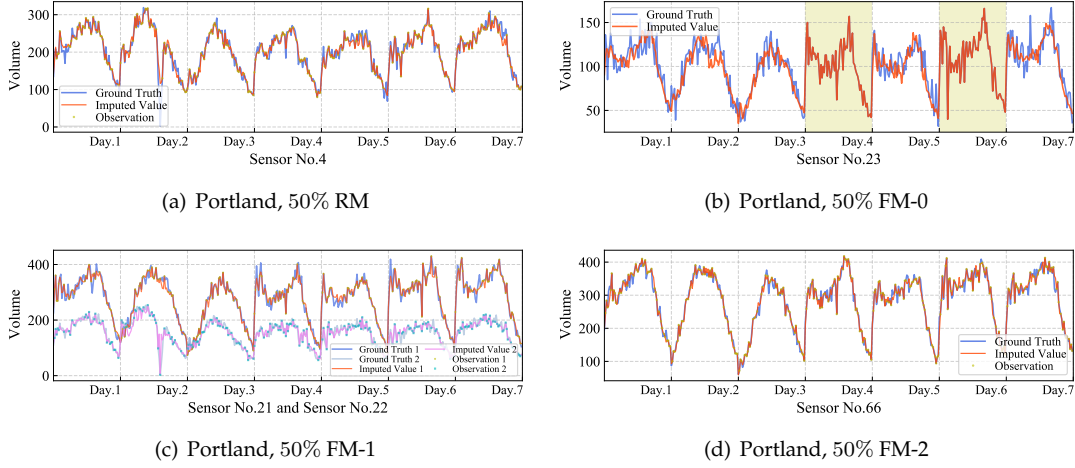 Volume
300
200
100
0
Ground Truth
Imputed Value
Observation
Day.1 Day.2 Day.3 Day.4 Day.5 Day.6 Day.7
Sensor No.4
(a) Portland, 50% RM
Volume
150
100
50
Ground Truth
Imputed Value
Day.1 Day.2 Day.3 Day.4 Day.5 Day.6 Day.7
Sensor No.23
(b) Portland, 50% FM-0
Volume
400
200
0
Ground Truth 1
Ground Truth 2
Imputed Value 1
Imputed Value 2
Observation 1
Observation 2
Day.1 Day.2 Day.3 Day.4 Day.5 Day.6 Day.7
Sensor No.21 and Sensor No.22
(c) Portland, 50% FM-1
Volume
400
300
200
100
Ground Truth
Imputed Value
Observation
Day.1 Day.2 Day.3 Day.4 Day.5 Day.6 Day.7
Sensor No.66
(d) Portland, 50% FM-2